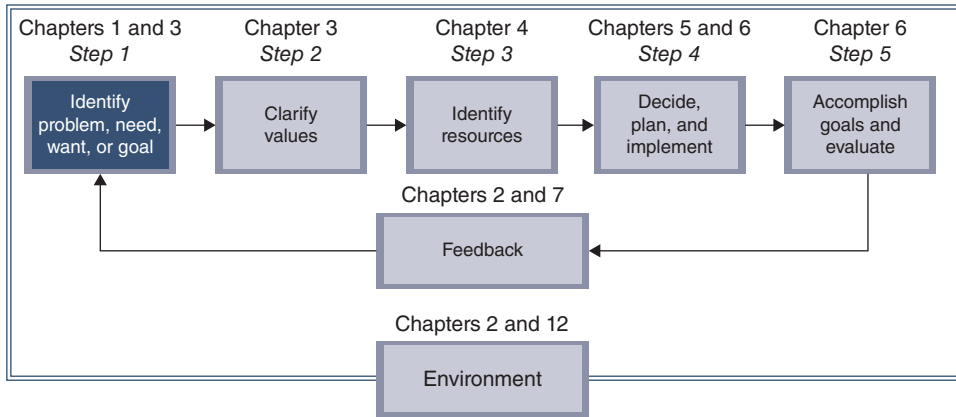 Chapters 1 and 3
Step 1
Chapter 3
Step 2
Chapter 4
Step 3
Chapters 5 and 6
Step 4
Chapter 6
Step 5
Identify
problem, need,
want, or goal
Clarify
values
Identify
resources
Decide,
plan, and
implement
Accomplish
goals and
evaluate
Chapters 2 and 7
Feedback
Chapters 2 and 12
Environment